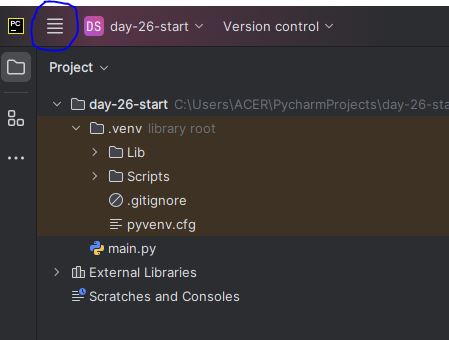 PC DS day-26-start Version control
Project
day-26-start C:\Users\ACER\PycharmProjects\day-26-sta
.venv library root
Lib
Scripts
.gitignore
pyvenv.cfg
main.py
External Libraries
Scratches and Consoles